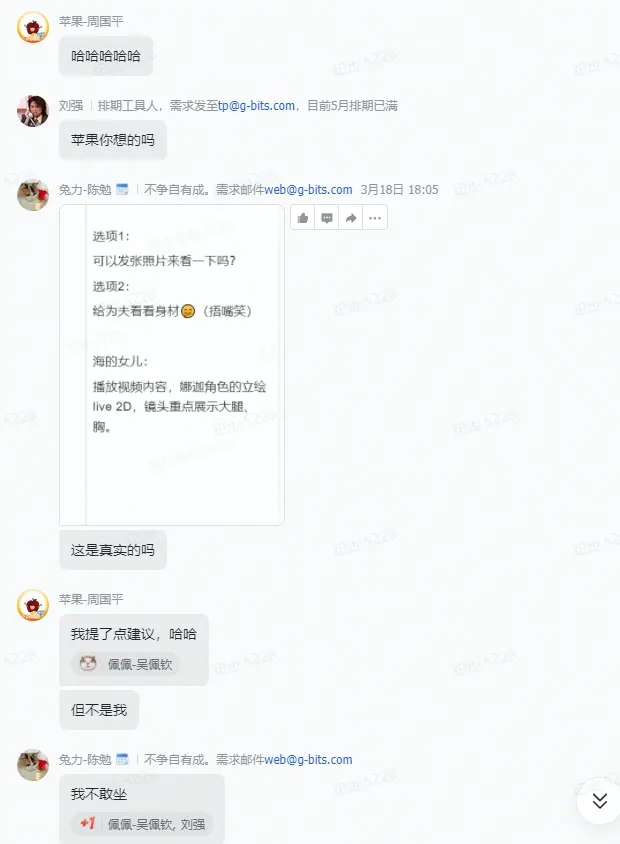 苹果-周国平
哈哈哈哈哈
刘强 | 排期工具人，需求发至tp@g-bits.com，目前5月排期已满
苹果你想的吗
兔力-陈勉 | 不争自有成。需求邮件web@g-bits.com 3月18日 18:05
选项1：
可以发张照片来看一下吗？
选项2：
给为夫看看身材😊（捂嘴笑）
海的女儿：
播放视频内容，娜迦角色的立绘
live 2D，镜头重点展示大腿、
胸。
这是真实的吗
苹果-周国平
我提了点建议，哈哈
佩佩-吴佩钦
但不是我
兔力-陈勉 | 不争自有成。需求邮件web@g-bits.com
我不敢坐
+1 佩佩-吴佩钦, 刘强